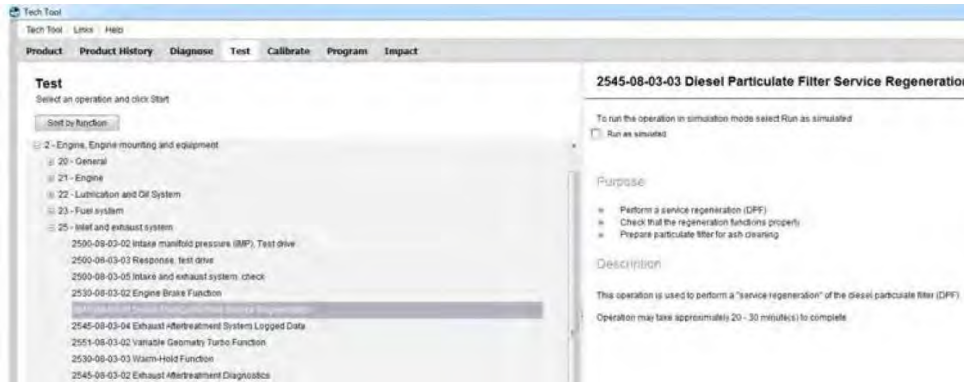 Tech Tool
Tech Tool Links Help
Product Product History Diagnose Test Calibrate Program Impact
Test
Select an operation and click Start
Sort by function
2 - Engine, Engine mounting and equipment
20 - General
21 - Engine
22 - Lubrication and Oil System
23 - Fuel system
25 - Inlet and exhaust system
2500-08-03-02 Intake manifold pressure (IMP), Test drive
2500-08-03-03 Response, test drive
2500-08-03-05 Intake and exhaust system, check
2530-08-03-02 Engine Brake Function
2545-08-03-04 Exhaust Aftertreatment System Logged Data
2551-08-03-02 Variable Geometry Turbo Function
2530-08-03-03 Warm-Hold Function
2545-08-03-02 Exhaust Aftertreatment Diagnostics
2545-08-03-03 Diesel Particulate Filter Service Regeneration
To run the operation in simulation mode select Run as simulated
Run as simulated
Purpose
Perform a service regeneration (DPF)
Check that the regeneration functions properly
Prepare particulate filter for ash cleaning
Description
This operation is used to perform a "service regeneration" of the diesel particulate filter (DPF)
Operation may take approximately 20 - 30 minute(s) to complete